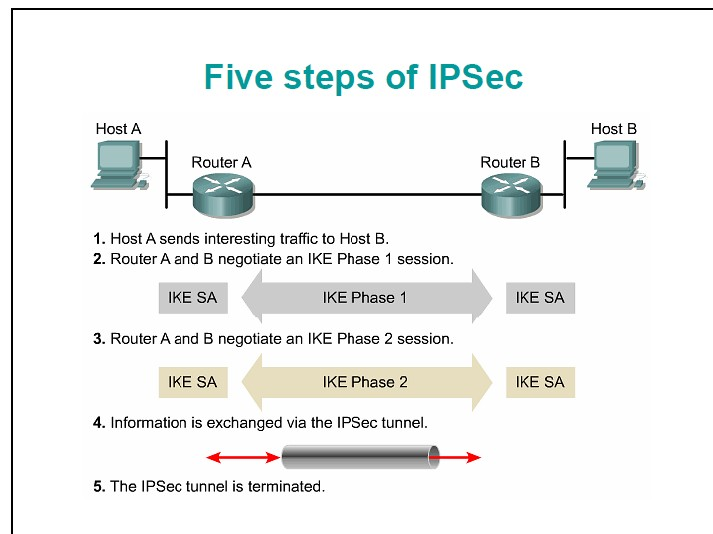 Five steps of IPSec
Host A
Host B
Router A
Router B
1. Host A sends interesting traffic to Host B.
2. Router A and B negotiate an IKE Phase 1 session.
IKE SA
IKE Phase 1
IKE SA
3. Router A and B negotiate an IKE Phase 2 session.
IKE SA
IKE Phase 2
IKE SA
4. Information is exchanged via the IPSec tunnel.
5. The IPSec tunnel is terminated.